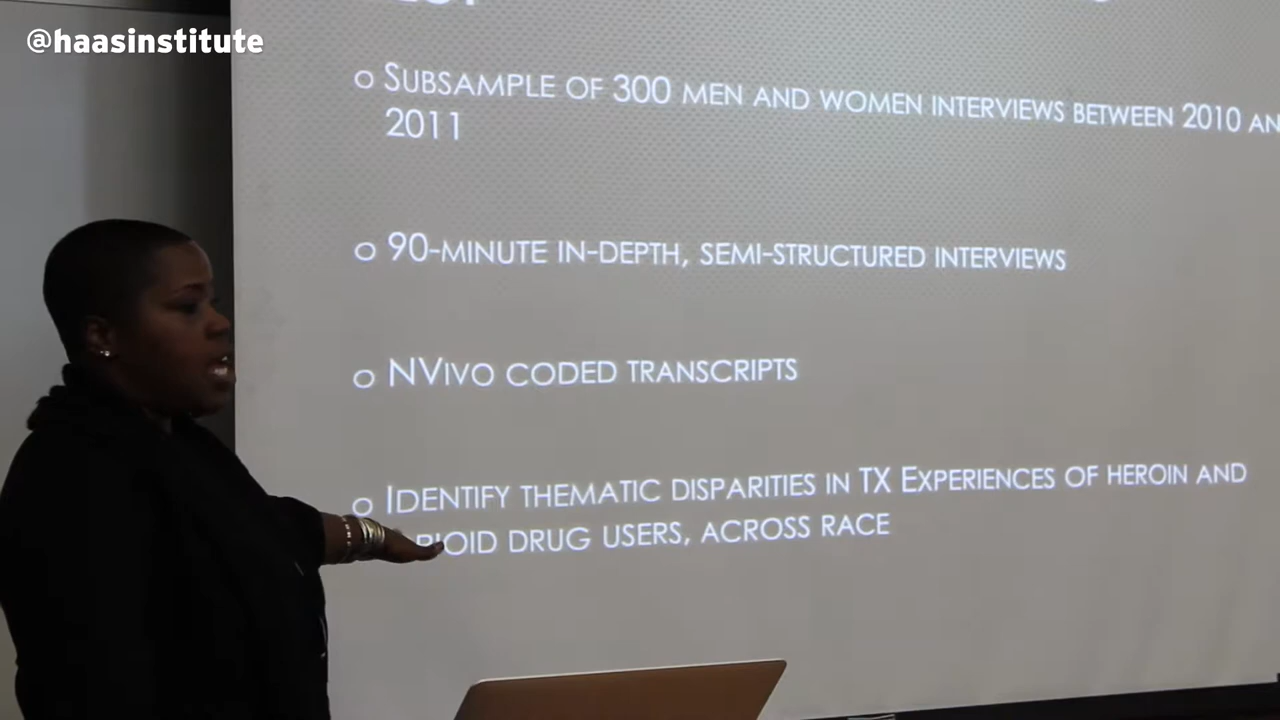 @haasinstitute
o Subsample of 300 men and women interviews between 2010
2011
o 90-minute in-depth, semi-structured interviews
o NVivo coded transcripts
o Identify thematic disparities in TX Experiences of heroin and
drug users, across race